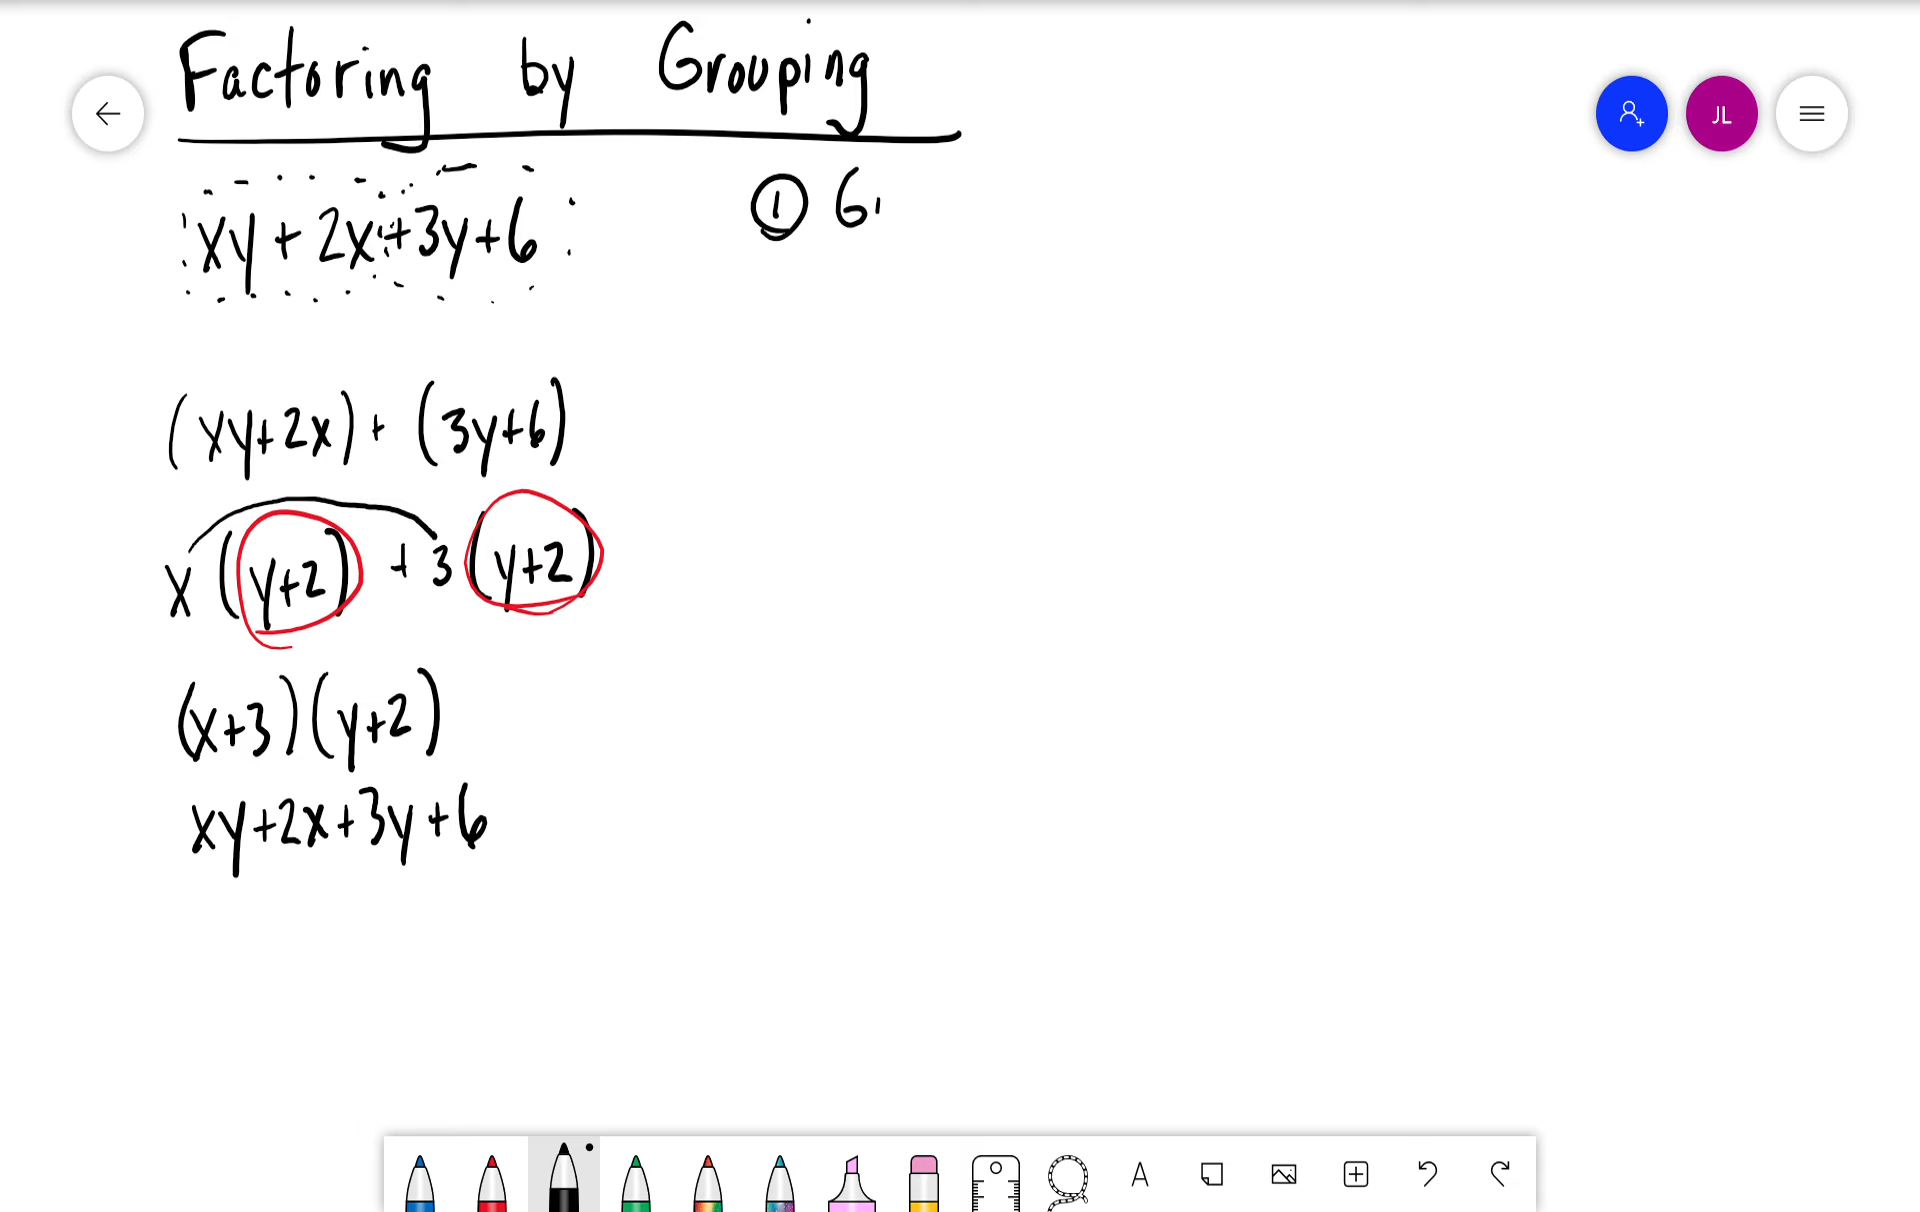 Factoring by Grouping
xy + 2x + 3y + 6
① G
(xy+2x) + (3y+6)
x (y+2) + 3 (y+2)
(x+3)(y+2)
xy+2x+3y+6
JL
A